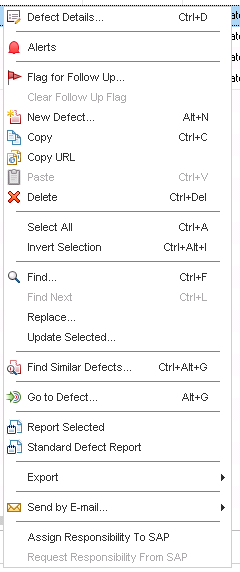 Defect Details... Ctrl+D
Alerts
Flag for Follow Up...
Clear Follow Up Flag
New Defect... Alt+N
Copy Ctrl+C
Copy URL
Paste Ctrl+V
Delete Ctrl+Del
Select All Ctrl+A
Invert Selection Ctrl+Alt+I
Find... Ctrl+F
Find Next Ctrl+L
Replace...
Update Selected...
Find Similar Defects... Ctrl+Alt+G
Go to Defect... Alt+G
Report Selected
Standard Defect Report
Export
Send by E-mail...
Assign Responsibility To SAP
Request Responsibility From SAP